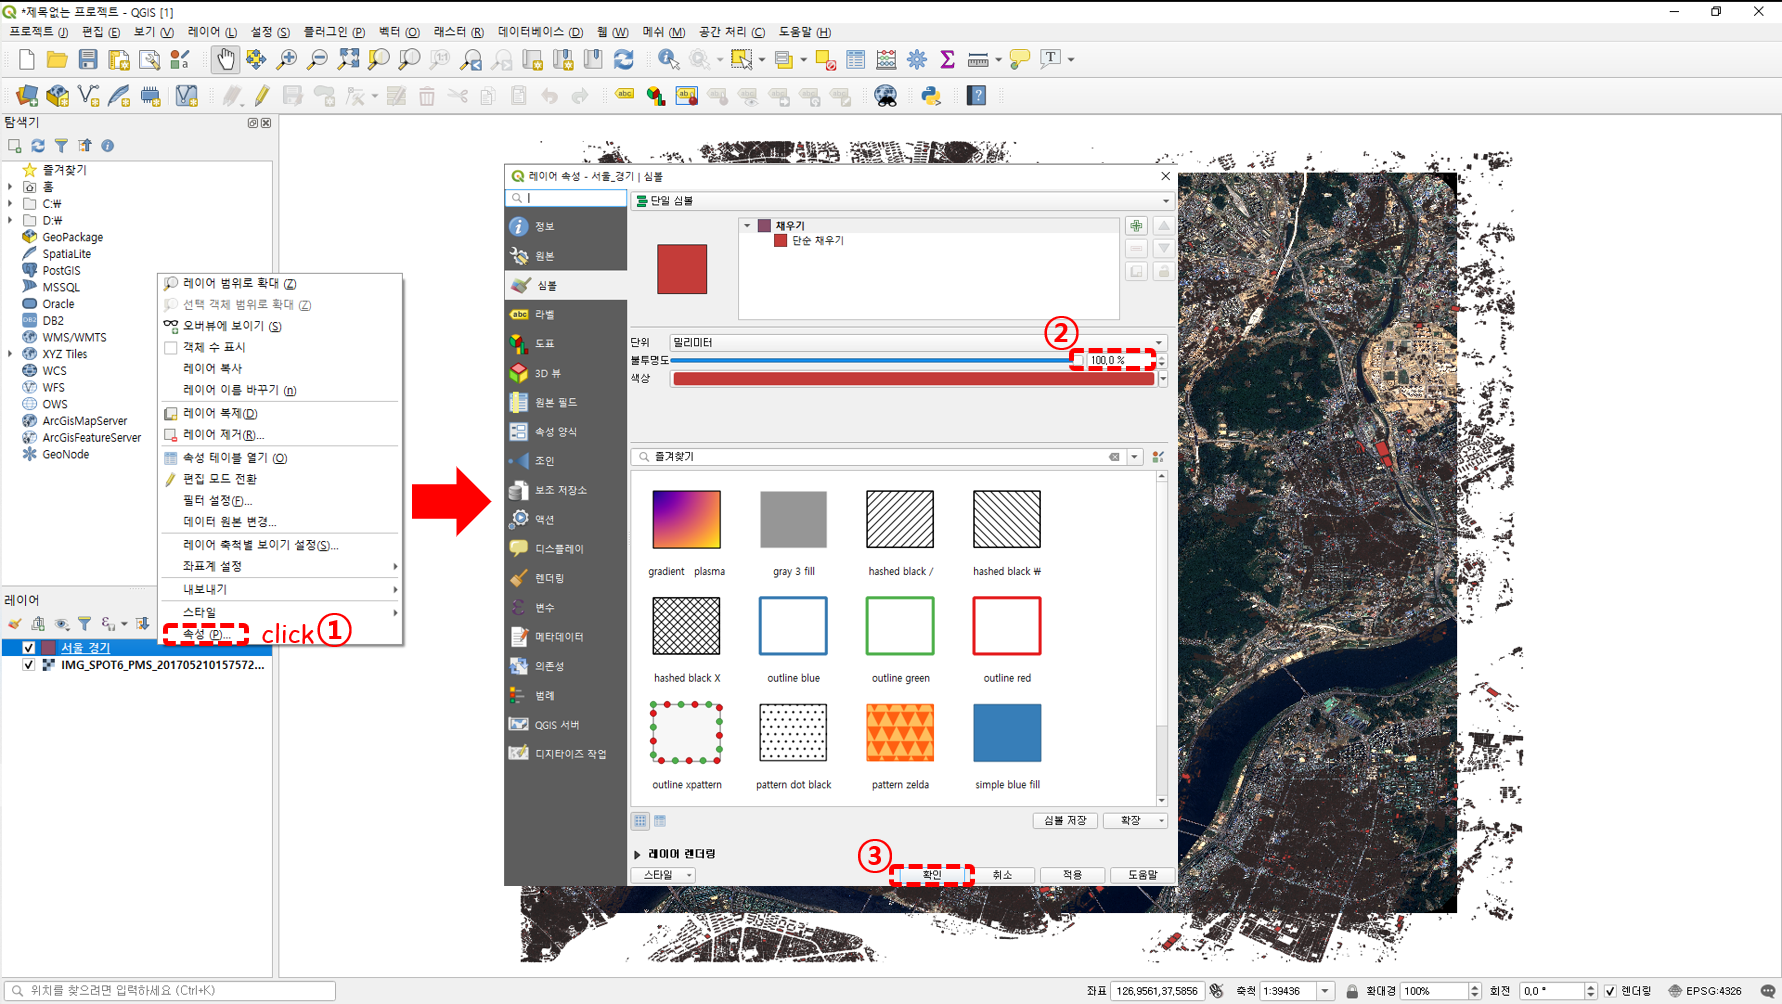 *제목없는 프로젝트 - QGIS [1]
프로젝트 (J) 편집 (E) 보기 (V) 레이어 (L) 설정 (S) 플러그인 (P) 벡터 (O) 래스터 (R) 데이터베이스 (D) 웹 (W) 메쉬 (M) 공간 처리 (C) 도움말 (H)
탐색기
즐겨찾기
홈
C:₩
D:₩
GeoPackage
SpatiaLite
PostGIS
MSSQL
Oracle
DB2
WMS/WMTS
XYZ Tiles
WCS
WFS
OWS
ArcGisMapServer
ArcGisFeatureServer
GeoNode
레이어 범위로 확대 (Z)
선택 객체 범위로 확대 (Z)
오버뷰에 보이기 (S)
객체 수 표시
레이어 복사
레이어 이름 바꾸기 (n)
레이어 복제(D)
레이어 제거(R)...
속성 테이블 열기 (O)
편집 모드 전환
필터 설정(F)...
데이터 원본 변경...
레이어 축척별 보이기 설정(S)...
좌표계 설정
내보내기
스타일
속성 (P)...
click①
레이어
서울_경기
IMG_SPOT6_PMS_201705210157572...
레이어 속성 - 서울_경기 | 심볼
정보
원본
심볼
라벨
도표
3D 뷰
원본 필드
속성 양식
조인
보조 저장소
액션
디스플레이
렌더링
변수
메타데이터
의존성
범례
QGIS 서버
디지타이즈 작업
단일 심볼
채우기
단순 채우기
②
단위 밀리미터
불투명도 100,0 %
색상
즐겨찾기
gradient plasma
gray 3 fill
hashed black /
hashed black ₩
hashed black X
outline blue
outline green
outline red
outline xpattern
pattern dot black
pattern zelda
simple blue fill
심볼 저장 확장
레이어 렌더링
③
스타일 확인 취소 적용 도움말
위치를 찾으려면 입력하세요 (Ctrl+K)
좌표 126,9561,37,5856 축척 1:39436 확대경 100% 회전 0,0 ° 렌더링 EPSG:4326